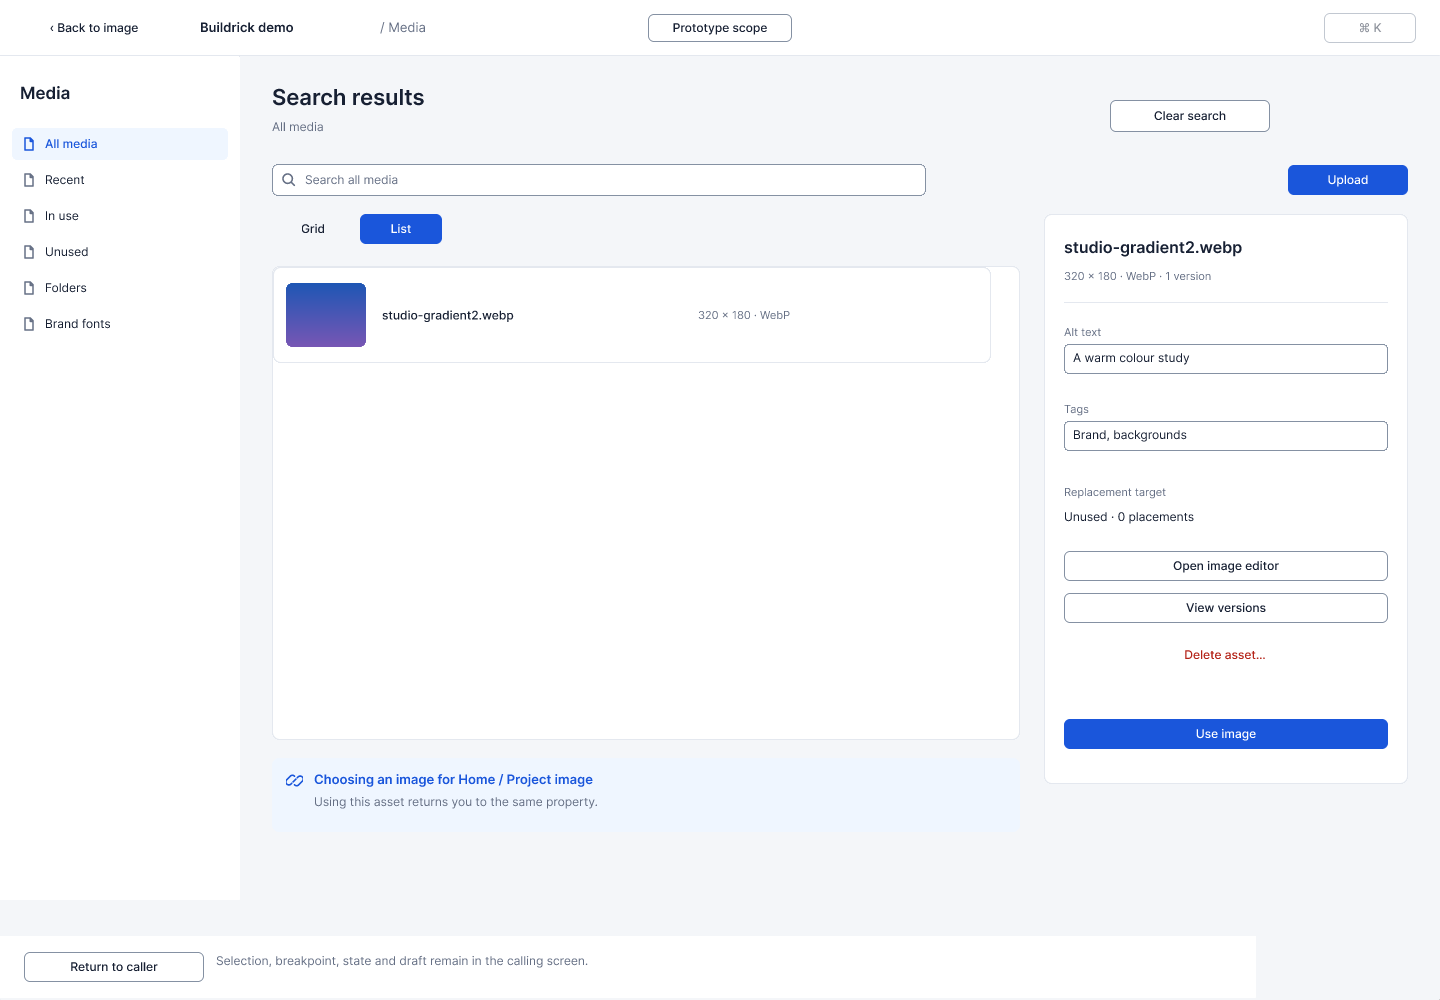 ‹ Back to image
Buildrick demo
/ Media
Prototype scope
⌘ K
Media
All media
Recent
In use
Unused
Folders
Brand fonts
Search results
All media
Clear search
Search all media
Upload
Grid
List
studio-gradient2.webp
320 × 180 · WebP
studio-gradient2.webp
320 × 180 · WebP · 1 version
Alt text
A warm colour study
Tags
Brand, backgrounds
Replacement target
Unused · 0 placements
Open image editor
View versions
Delete asset…
Use image
Choosing an image for Home / Project image
Using this asset returns you to the same property.
Return to caller
Selection, breakpoint, state and draft remain in the calling screen.